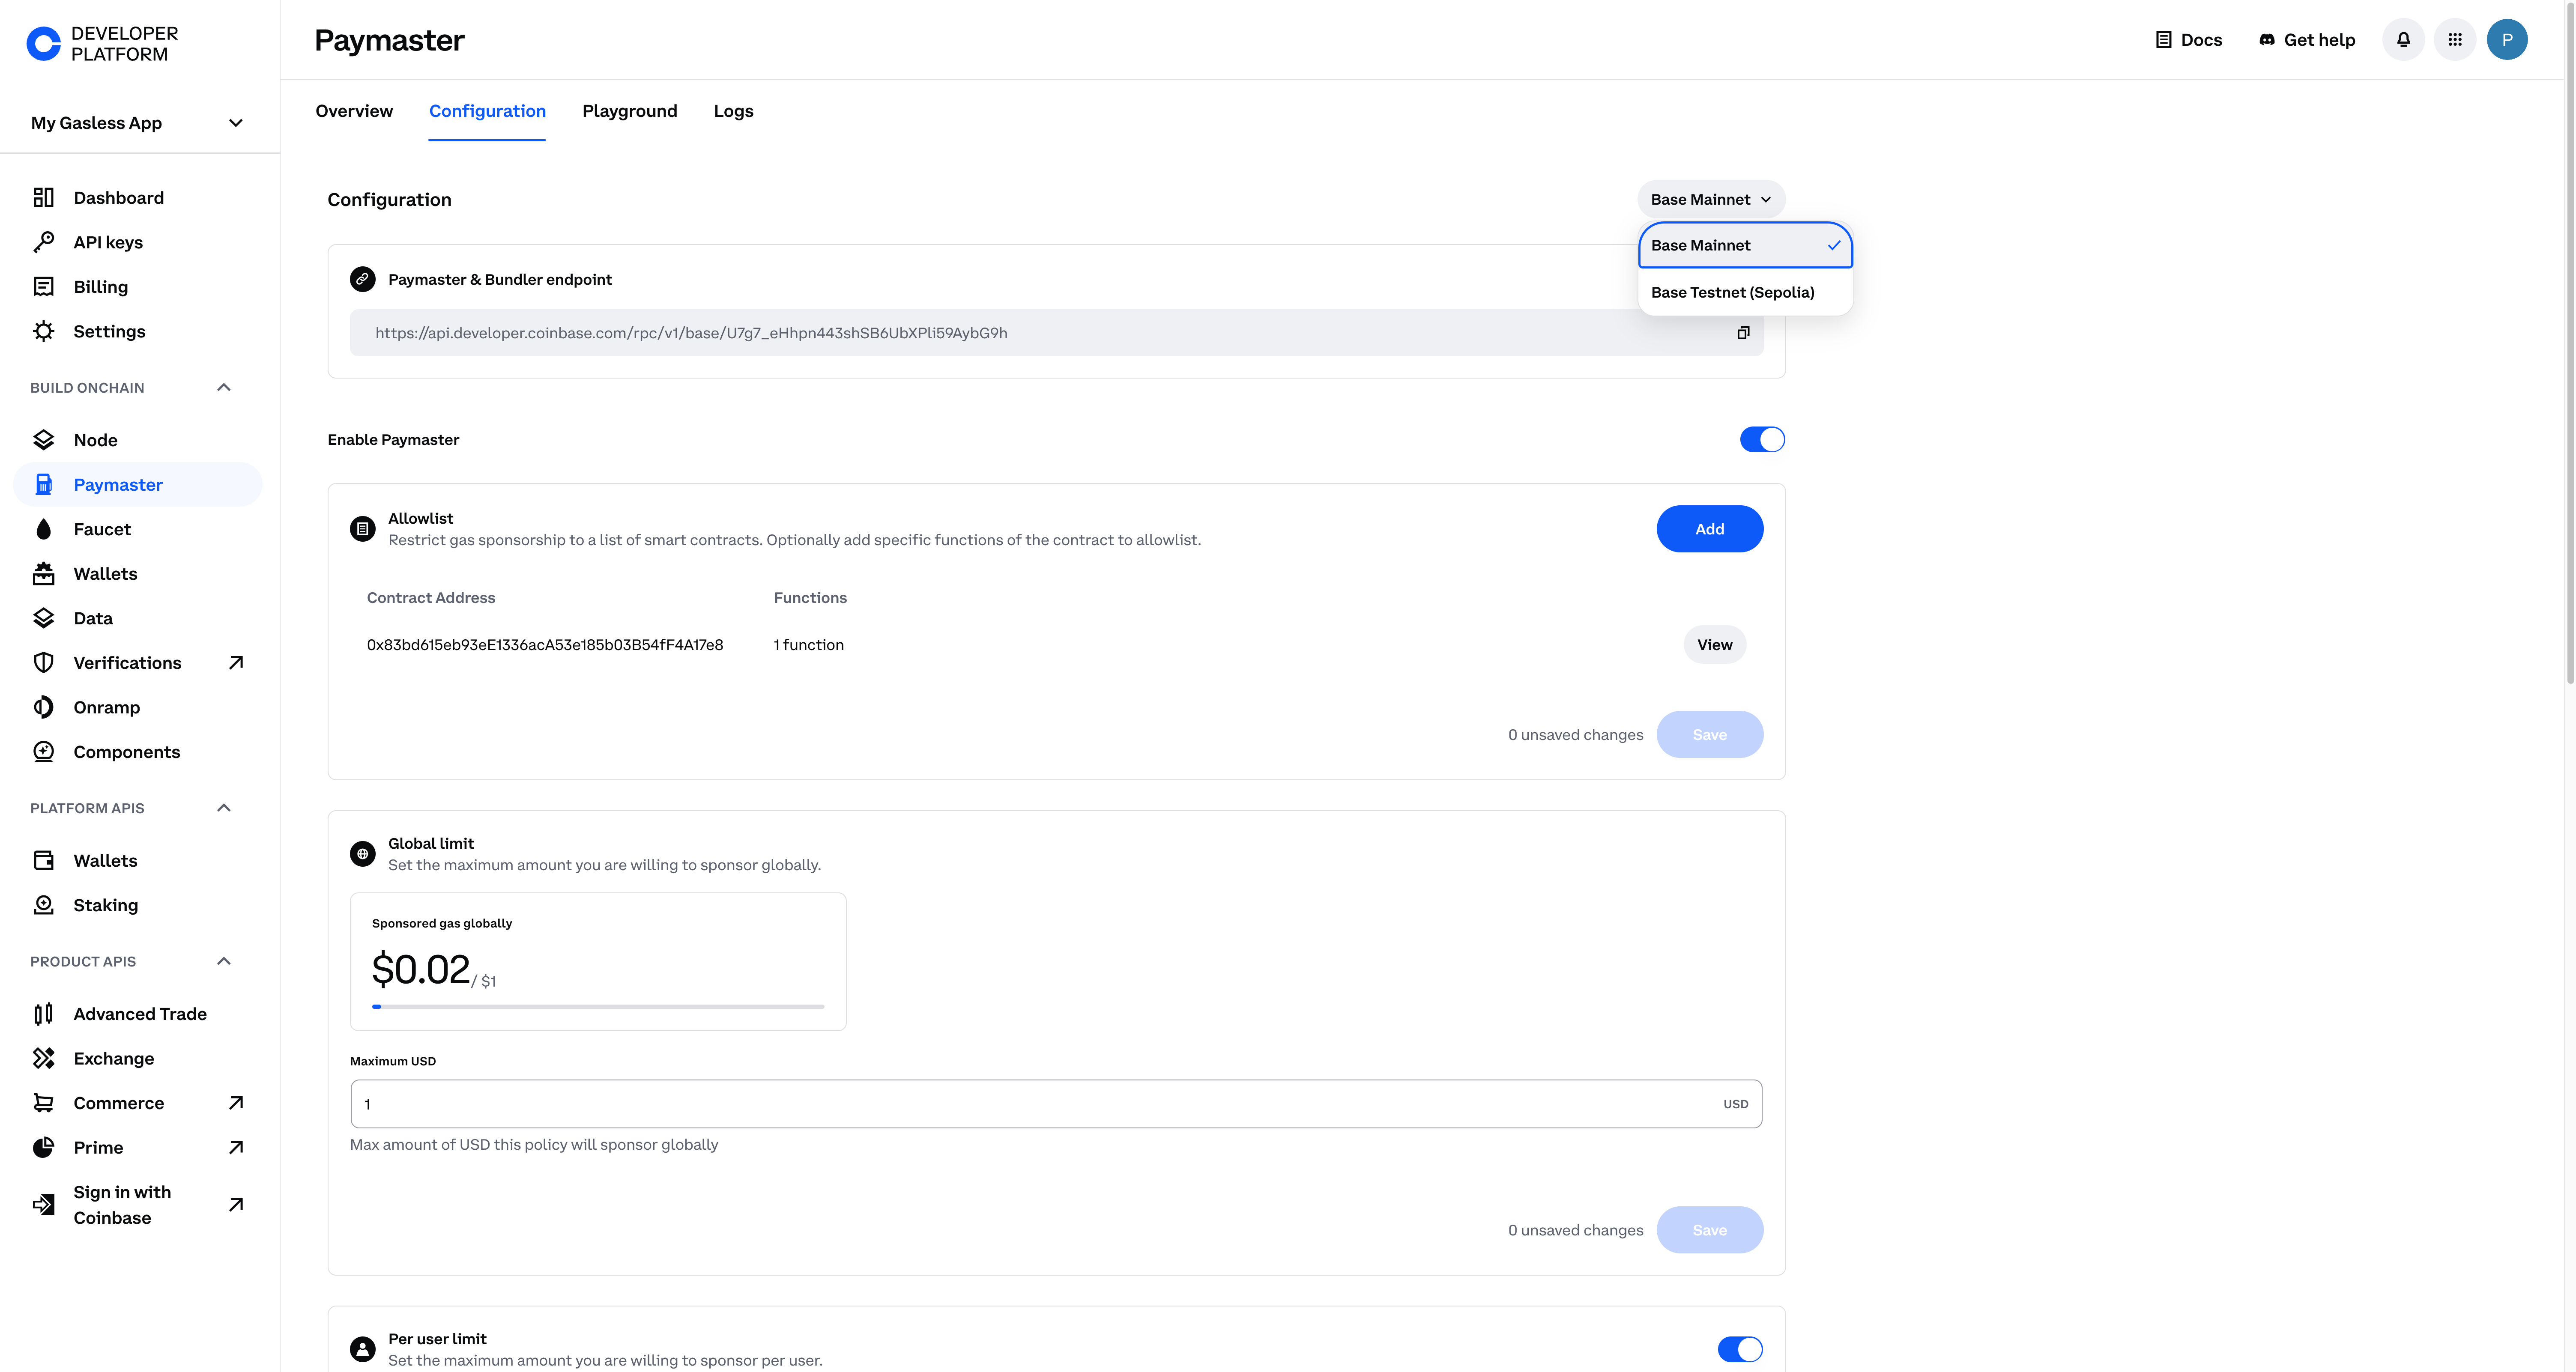 DEVELOPER
PLATFORM
Paymaster
Docs
Get help
P
My Gasless App
Overview
Configuration
Playground
Logs
Dashboard
API keys
Billing
Settings
BUILD ONCHAIN
Node
Paymaster
Faucet
Wallets
Data
Verifications
Onramp
Components
PLATFORM APIS
Wallets
Staking
PRODUCT APIS
Advanced Trade
Exchange
Commerce
Prime
Sign in with
Coinbase
Configuration
Base Mainnet
Base Mainnet
Base Testnet (Sepolia)
Paymaster & Bundler endpoint
https://api.developer.coinbase.com/rpc/v1/base/U7g7_eHhpn443shSB6UbXPli59AybG9h
Enable Paymaster
Allowlist
Restrict gas sponsorship to a list of smart contracts. Optionally add specific functions of the contract to allowlist.
Add
Contract Address
Functions
0x83bd615eb93eE1336acA53e185b03B54fF4A17e8
1 function
View
0 unsaved changes
Save
Global limit
Set the maximum amount you are willing to sponsor globally.
Sponsored gas globally
$0.02 / $1
Maximum USD
1
USD
Max amount of USD this policy will sponsor globally
0 unsaved changes
Save
Per user limit
Set the maximum amount you are willing to sponsor per user.